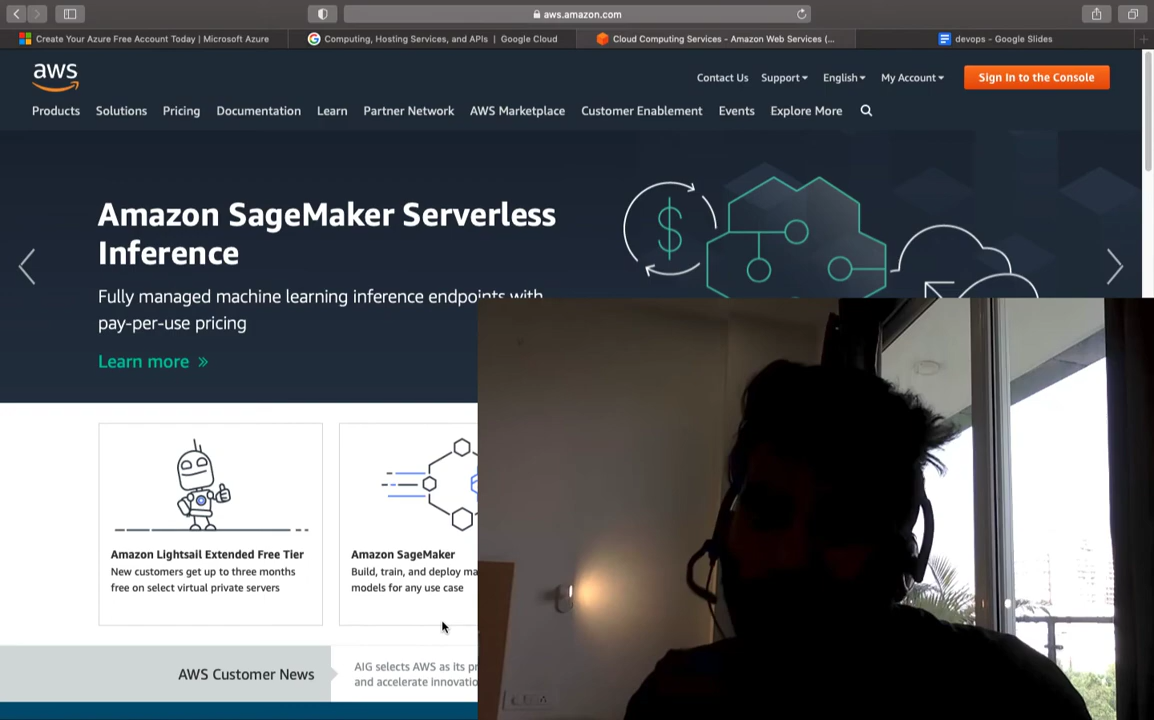 aws.amazon.com
Create Your Azure Free Account Today | Microsoft Azure
Computing, Hosting Services, and APIs | Google Cloud
Cloud Computing Services - Amazon Web Services (...
devops - Google Slides
aws
Contact Us
Support
English
My Account
Sign In to the Console
Products
Solutions
Pricing
Documentation
Learn
Partner Network
AWS Marketplace
Customer Enablement
Events
Explore More
Amazon SageMaker Serverless
Inference
Fully managed machine learning inference endpoints with
pay-per-use pricing
Learn more »
Amazon Lightsail Extended Free Tier
New customers get up to three months
free on select virtual private servers
Amazon SageMaker
Build, train, and deploy ma
models for any use case
AWS Customer News
AIG selects AWS as its p
and accelerate innovatio